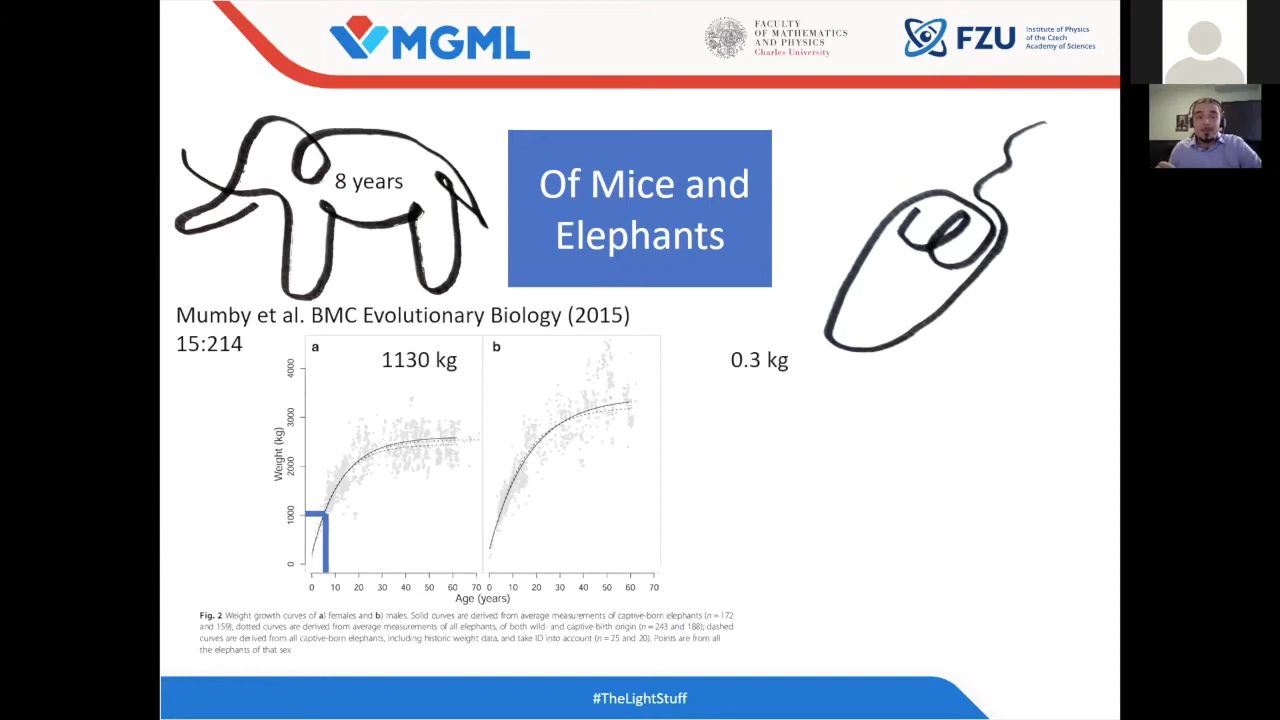 MGML
FACULTY
OF MATHEMATICS
AND PHYSICS
Charles University
FZU
Institute of Physics
of the Czech
Academy of Sciences
8 years
Of Mice and
Elephants
Mumby et al. BMC Evolutionary Biology (2015)
15:214
a
1130 kg
b
0.3 kg
Weight (kg)
4000
3000
2000
1000
0
0 10 20 30 40 50 60 70
0 10 20 30 40 50 60 70
Age (years)
Fig. 2 Weight growth curves of a) females and b) males. Solid curves are derived from average measurements of captive-born elephants (n = 172
and 159); dotted curves are derived from average measurements of all elephants, of both wild- and captive-birth origin (n = 243 and 188); dashed
curves are derived from all captive-born elephants, including historic weight data, and take ID into account (n = 25 and 20). Points are from all
the elephants of that sex
#TheLightStuff